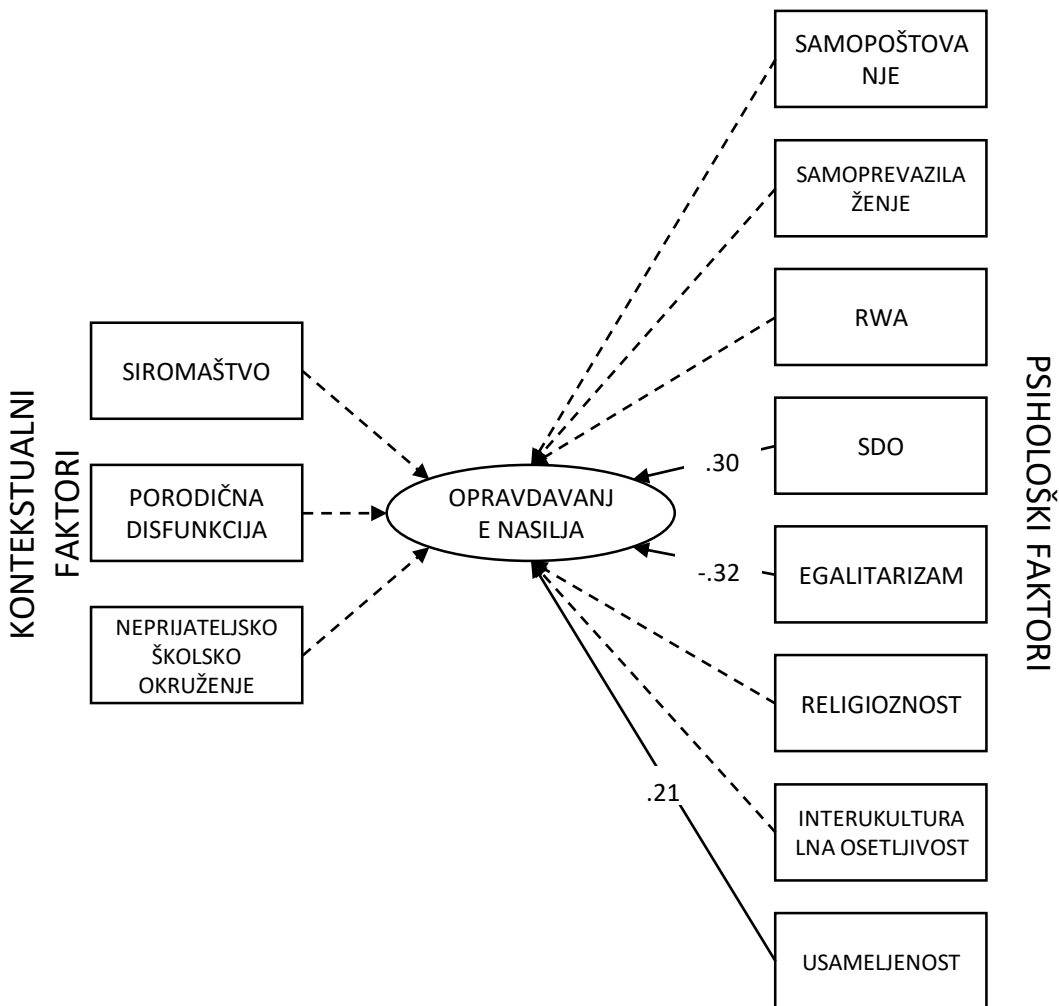 KONTEKSTUALNI
FAKTORI
SIROMAŠTVO
PORODIČNA
DISFUNKCIJA
NEPRIJATELJSKO
ŠKOLSKO
OKRUŽENJE
OPRAVDAVANJ
E NASILJA
.30
-.32
.21
SAMOPOŠTOVA
NJE
SAMOPREVAZILA
ŽENJE
RWA
SDO
EGALITARIZAM
RELIGIOZNOST
INTERUKULTURA
LNA OSETLJIVOST
USAMELJENOST
PSIHOLOŠKI FAKTORI